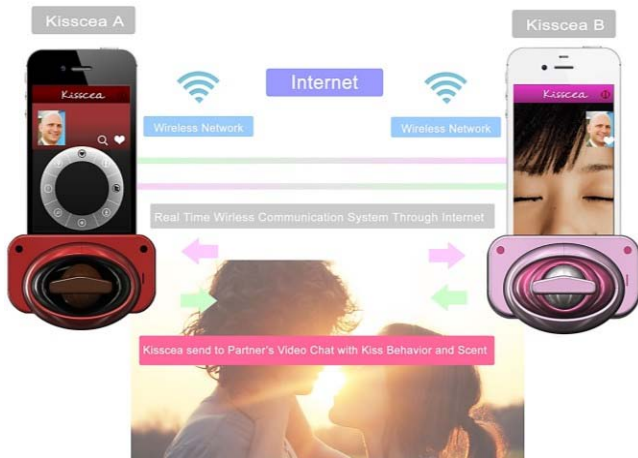 Kisscea A
Kisscea B
Kisscea
Internet
Kisscea
Wireless Network
Wireless Network
Real Time Wirless Communication System Through Internet
Kisscea send to Partner's Video Chat with Kiss Behavior and Scent